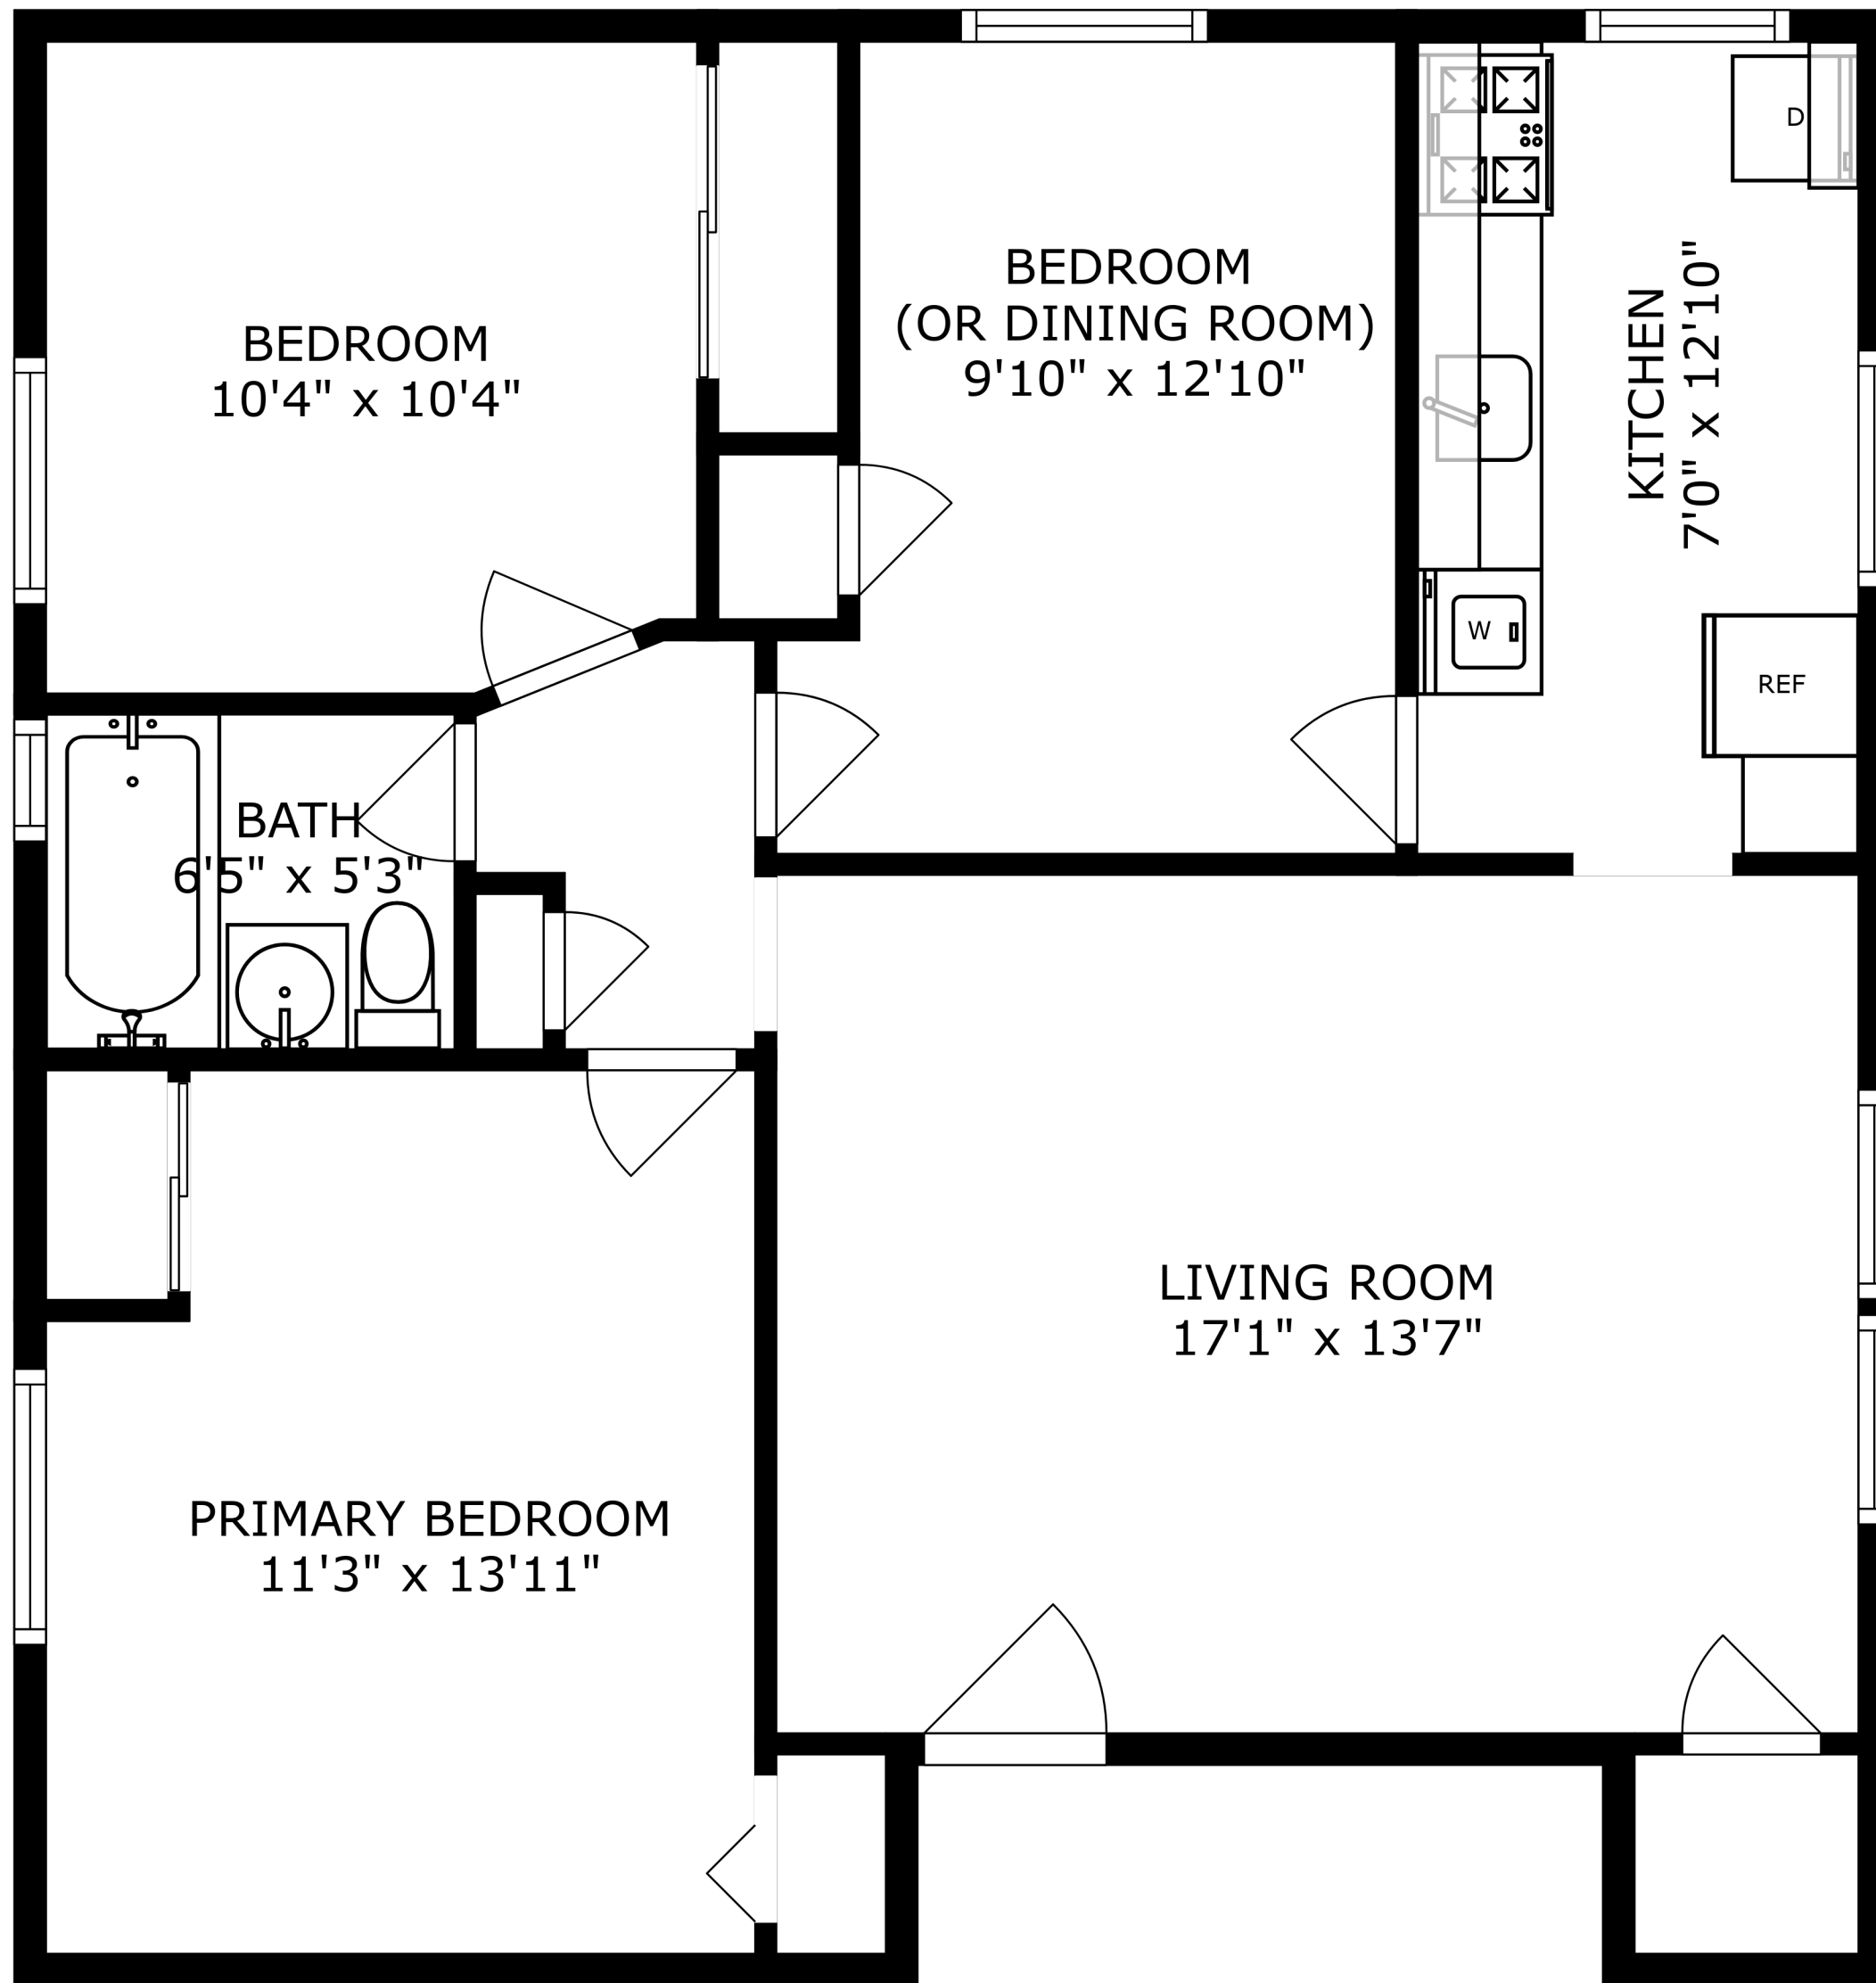 BEDROOM
10'4" x 10'4"
BEDROOM
(OR DINING ROOM)
9'10" x 12'10"
KITCHEN
7'0" x 12'10"
D
W
REF
BATH
6'5" x 5'3"
LIVING ROOM
17'1" x 13'7"
PRIMARY BEDROOM
11'3" x 13'11"